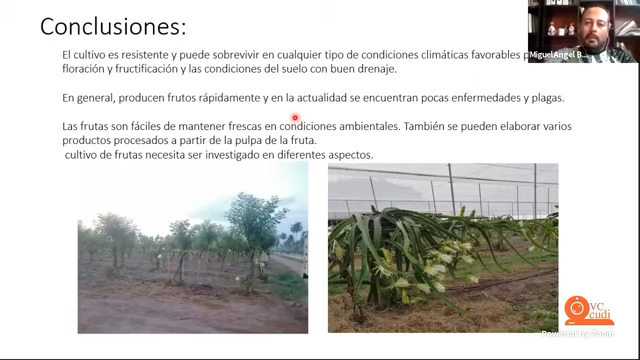 Conclusiones:
MiguelAngel B...
El cultivo es resistente y puede sobrevivir en cualquier tipo de condiciones climáticas favorables
floración y fructificación y las condiciones del suelo con buen drenaje.
En general, producen frutos rápidamente y en la actualidad se encuentran pocas enfermedades y plagas.
Las frutas son fáciles de mantener frescas en condiciones ambientales. También se pueden elaborar varios
productos procesados a partir de la pulpa de la fruta.
cultivo de frutas necesita ser investigado en diferentes aspectos.
VC
cudi
Powered by Zoom